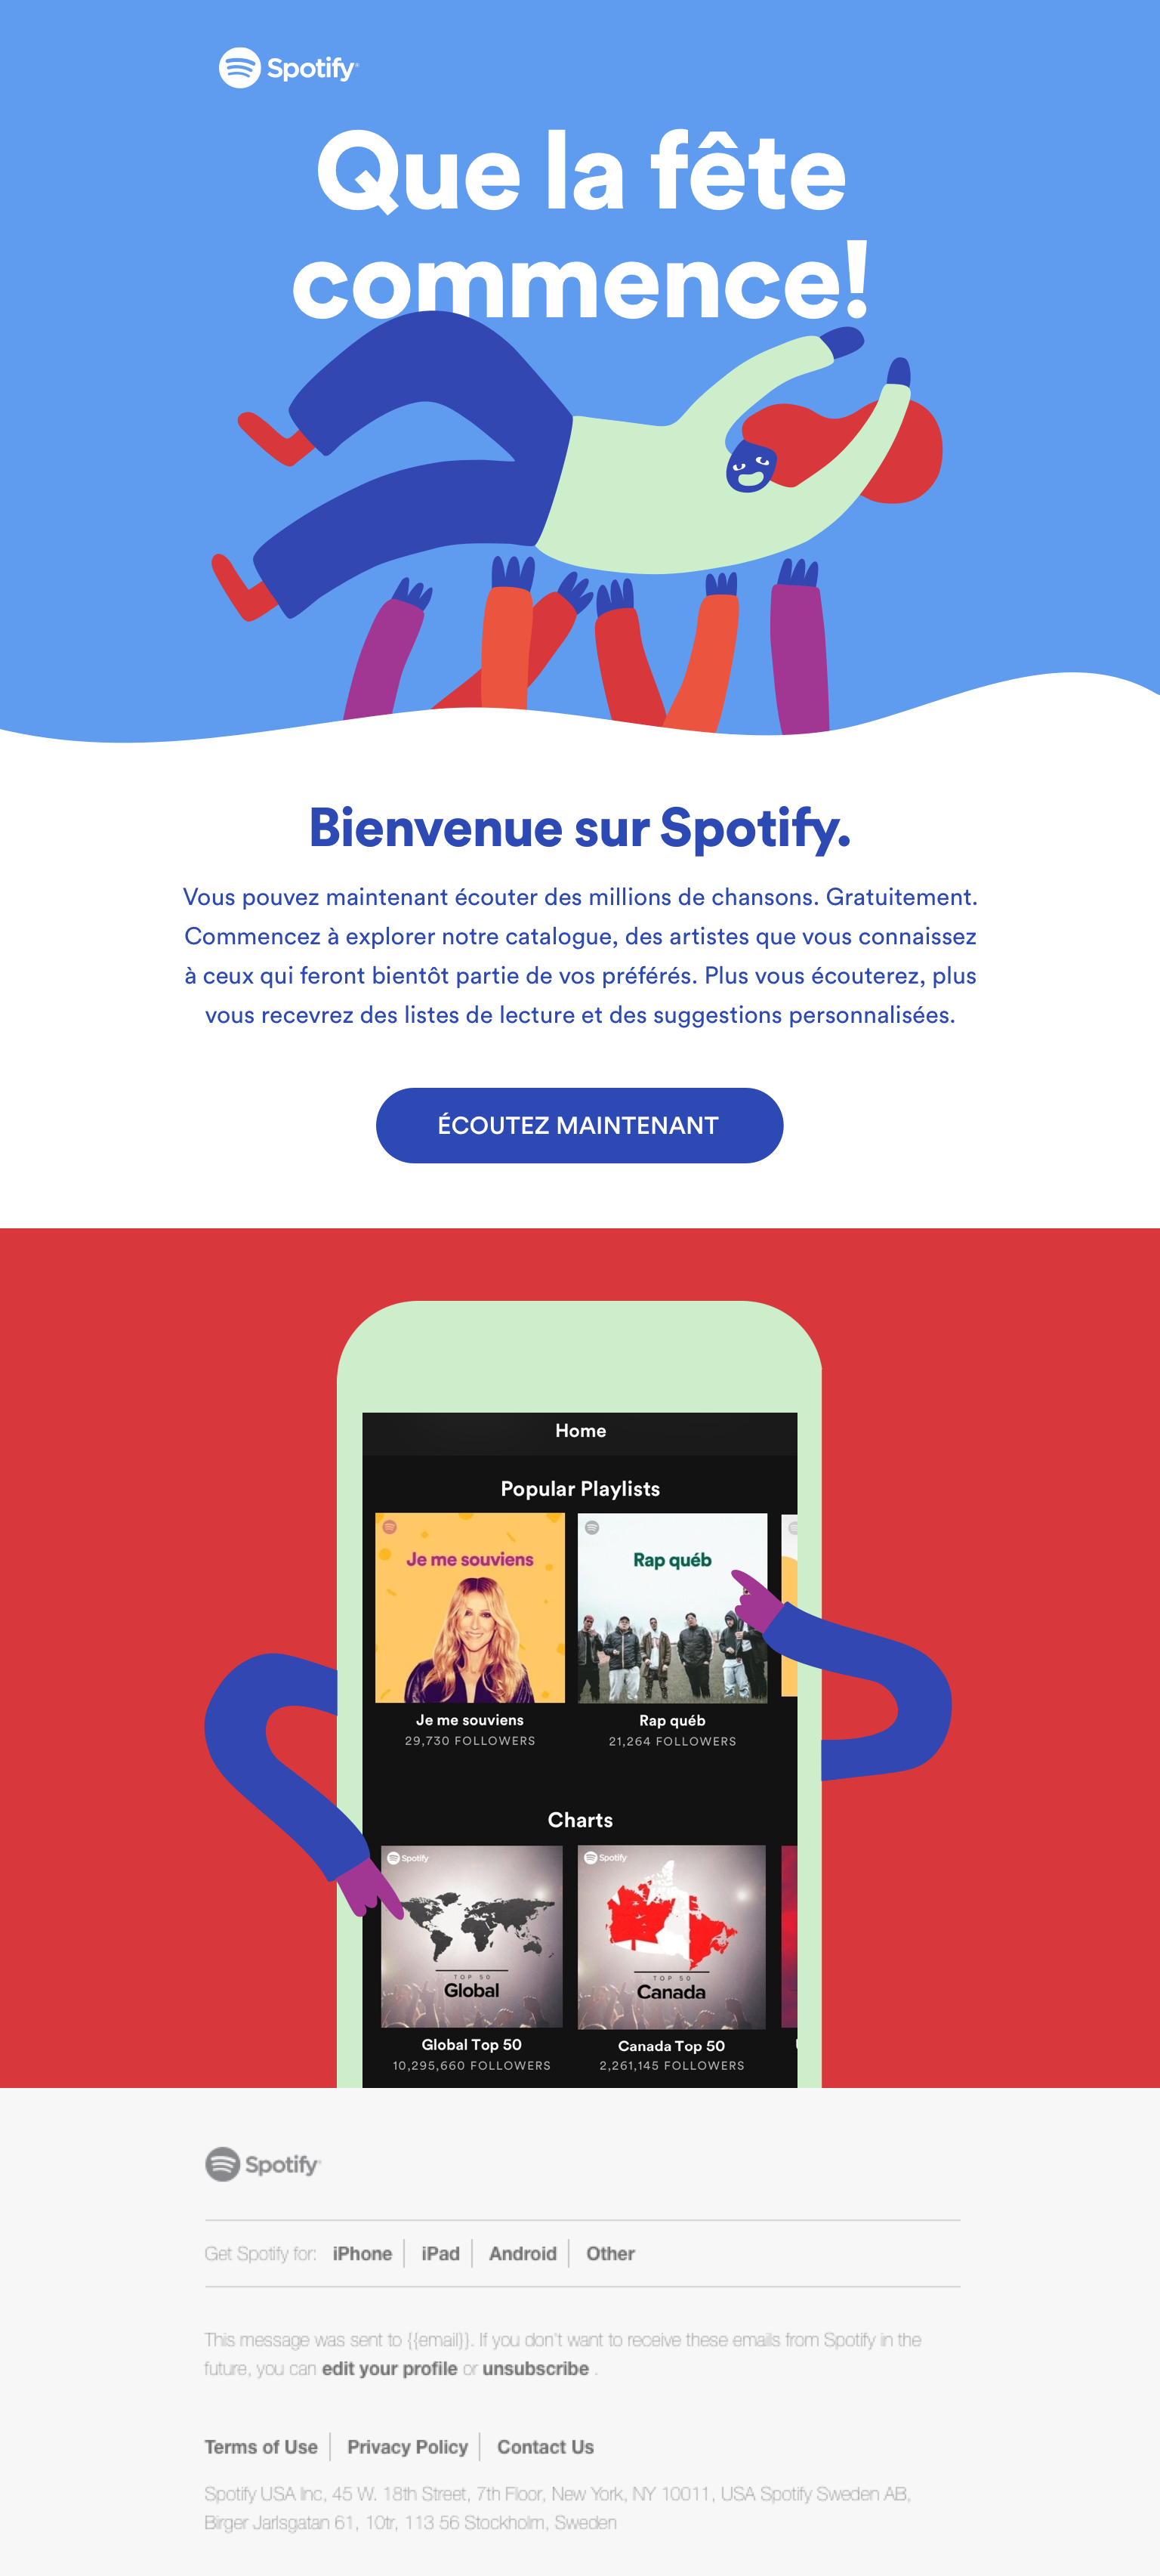 Spotify
Que la fête
commence!
Bienvenue sur Spotify.
Vous pouvez maintenant écouter des millions de chansons. Gratuitement.
Commencez à explorer notre catalogue, des artistes que vous connaissez
à ceux qui feront bientôt partie de vos préférés. Plus vous écouterez, plus
vous recevrez des listes de lecture et des suggestions personnalisées.
ÉCOUTEZ MAINTENANT
Home
Popular Playlists
Je me souviens
Rap québ
Je me souviens
Rap québ
29,730 FOLLOWERS
21,264 FOLLOWERS
Charts
Spotify
Spotify
TOP 50
TOP 50
Global
Canada
Global Top 50
Canada Top 50
10,295,660 FOLLOWERS
2,261,145 FOLLOWERS
Spotify
Get Spotify for: iPhone iPad Android Other
This message was sent to {{email}}. If you don't want to receive these emails from Spotify in the
future, you can edit your profile or unsubscribe .
Terms of Use Privacy Policy Contact Us
Spotify USA Inc, 45 W. 18th Street, 7th Floor, New York, NY 10011, USA Spotify Sweden AB,
Birger Jarlsgatan 61, 10tr, 113 56 Stockholm, Sweden